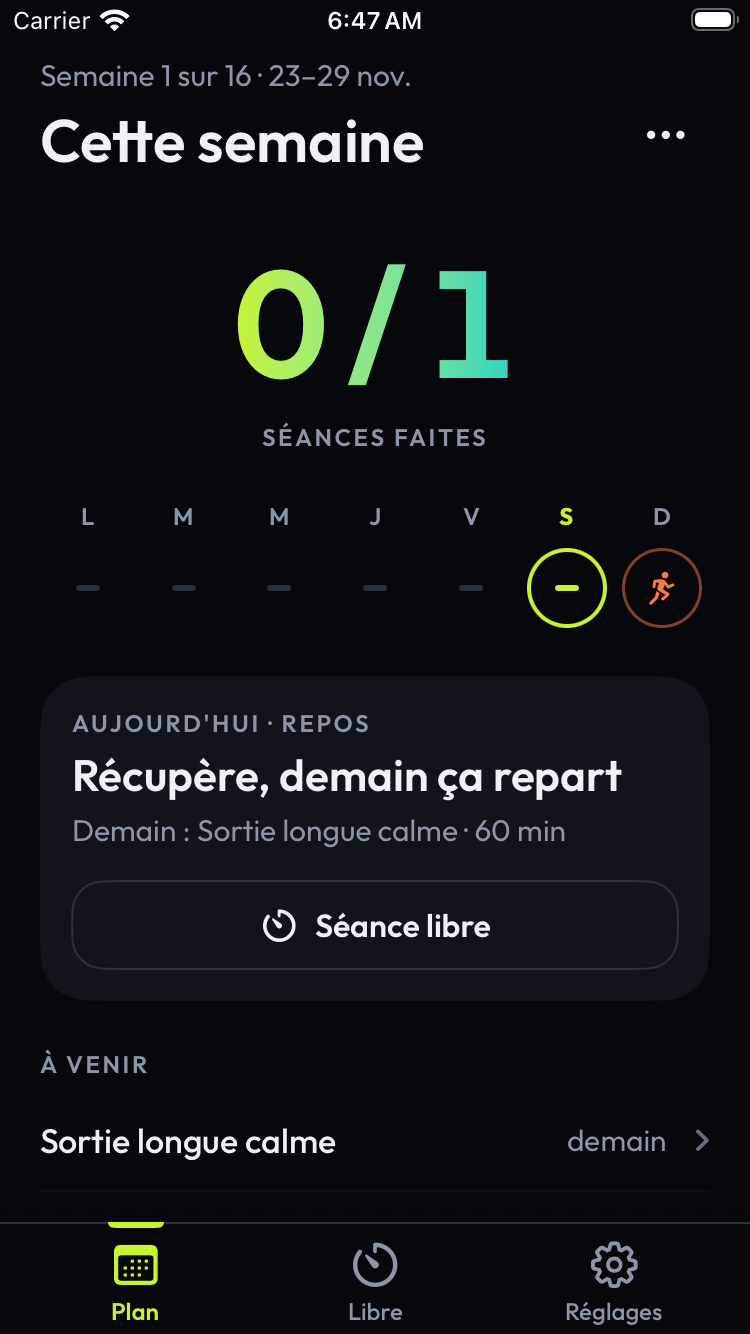 Carrier 6:47 AM
Semaine 1 sur 16 · 23–29 nov.
Cette semaine
0/1
SÉANCES FAITES
L M M J V S D
AUJOURD'HUI · REPOS
Récupère, demain ça repart
Demain : Sortie longue calme · 60 min
Séance libre
À VENIR
Sortie longue calme demain
Plan Libre Réglages